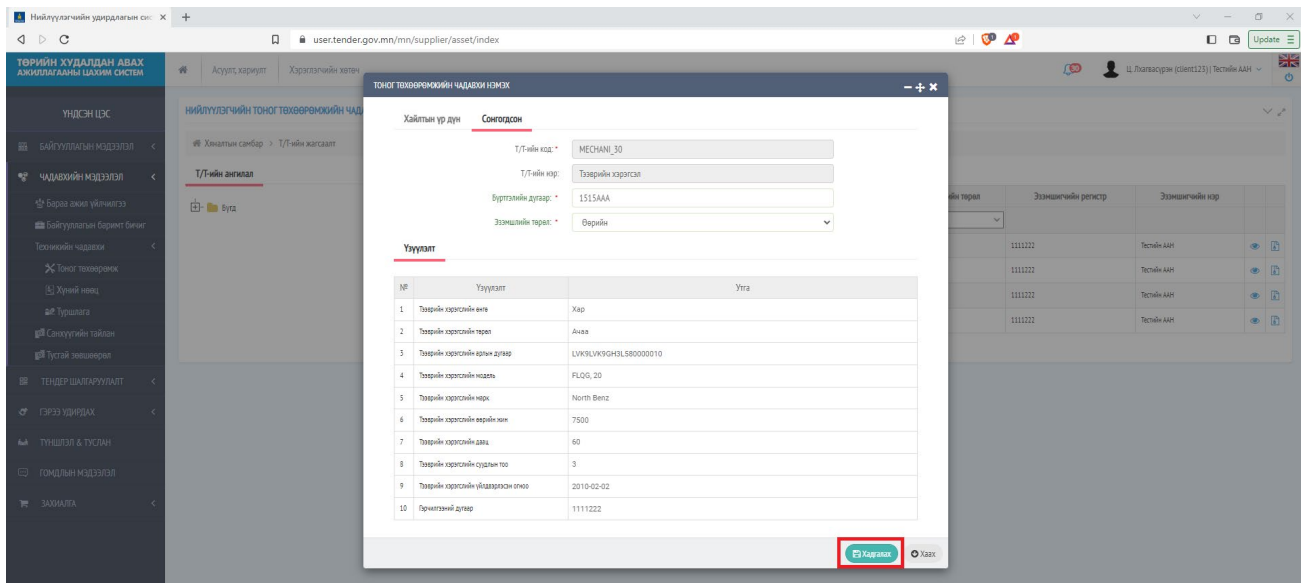 Нийлүүлэгчийн удирдлагын сис
user.tender.gov.mn/mn/supplier/asset/index
Update
ТӨРИЙН ХУДАЛДАН АВАХ
АЖИЛЛАГААНЫ ЦАХИМ СИСТЕМ
Асуулт, хариулт
Хэрэглэгчийн хөтөч
50
Ц. Лхагвасүрэн (client123) | Тестийн ААН
ҮНДСЭН ЦЭС
БАЙГУУЛЛАГЫН МЭДЭЭЛЭЛ
ЧАДАВХИЙН МЭДЭЭЛЭЛ
Бараа ажил үйлчилгээ
Байгууллагын баримт бичиг
Техникийн чадавхи
Тоног төхөөрөмж
Хүний нөөц
Туршлага
Санхүүгийн тайлан
Тусгай зөвшөөрөл
ТЕНДЕР ШАЛГАРУУЛАЛТ
ГЭРЭЭ УДИРДАХ
ТҮНШЛЭЛ & ТУСЛАН
ГОМДЛЫН МЭДЭЭЛЭЛ
ЗАХИАЛГА
НИЙЛҮҮЛЭГЧИЙН ТОНОГ ТӨХӨӨРӨМЖИЙН ЧАДА
Хяналтын самбар > Т/Т-ийн жагсаалт
Т/Т-ийн ангилал
Бүгд
ТОНОГ ТӨХӨӨРӨМЖИЙН ЧАДАВХИ НЭМЭХ
Хайлтын үр дүн
Сонгогдсон
Т/Т-ийн код: *
MECHANI_30
Т/Т-ийн нэр:
Тээврийн хэрэгсэл
Бүртгэлийн дугаар: *
1515ААА
Эзэмшлийн төрөл: *
Өөрийн
Үзүүлэлт
№ Үзүүлэлт Утга
1 Тээврийн хэрэгслийн өнгө Хар
2 Тээврийн хэрэгслийн төрөл Ачаа
3 Тээврийн хэрэгслийн арлын дугаар LVK9LVK9GH3LS80000010
4 Тээврийн хэрэгслийн модель FLQG, 20
5 Тээврийн хэрэгслийн марк North Benz
6 Тээврийн хэрэгслийн өөрийн жин 7500
7 Тээврийн хэрэгслийн даац 60
8 Тээврийн хэрэгслийн суудлын тоо 3
9 Тээврийн хэрэгслийн үйлдвэрлэсэн огноо 2010-02-02
10 Гэрчилгээний дугаар 1111222
Хадгалах
Хаах
ийн төрөл Эзэмшигчийн регистр Эзэмшигчийн нэр
1111222 Тестийн ААН
1111222 Тестийн ААН
1111222 Тестийн ААН
1111222 Тестийн ААН